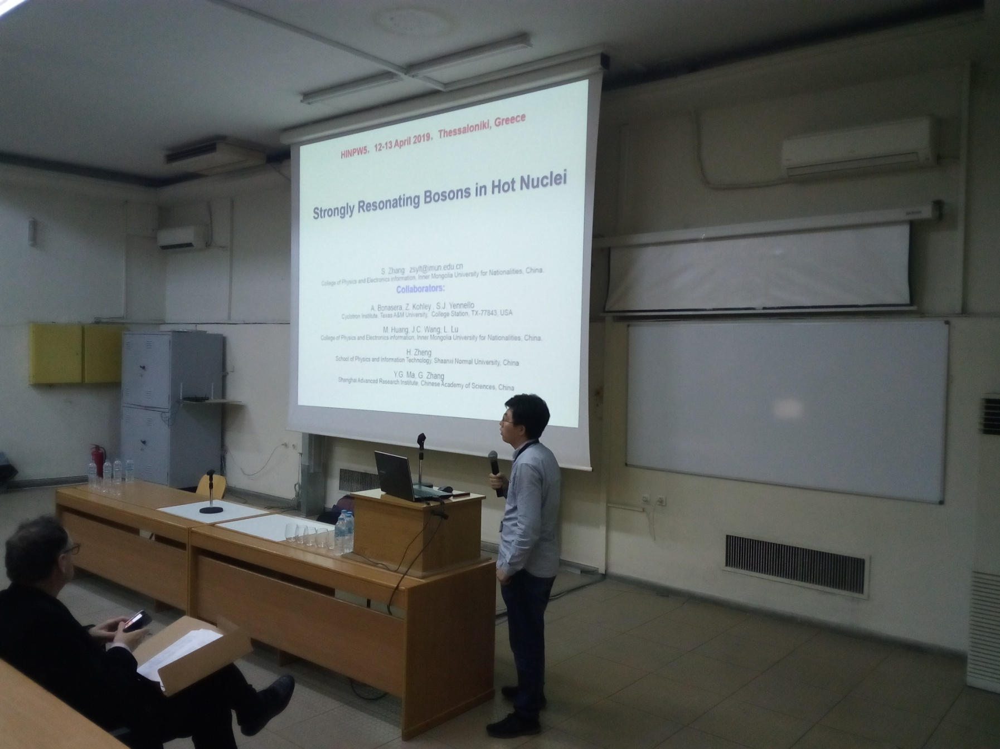 HINPW5, 12-13 April 2019, Thessaloniki, Greece
Strongly Resonating Bosons in Hot Nuclei
S. Zhang zsylt@imun.edu.cn
College of Physics and Electronics information, Inner Mongolia University for Nationalities, China.
Collaborators:
A. Bonasera, Z. Kohley , S.J. Yennello
Cyclotron Institute, Texas A&M University, College Station, TX-77843, USA
M. Huang, J.C. Wang, L. Lu
College of Physics and Electronics information, Inner Mongolia University for Nationalities, China.
H. Zheng
School of Physics and Information Technology, Shaanxi Normal University, China
Y.G. Ma, G. Zhang
Shanghai Advanced Research Institute, Chinese Academy of Sciences, China